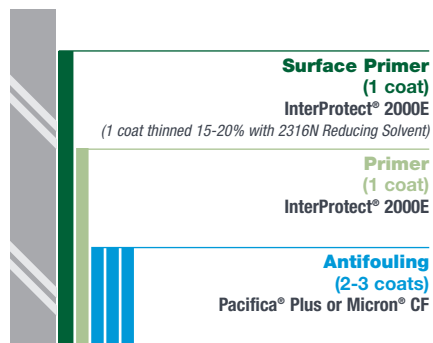 Surface Primer
(1 coat)
InterProtect® 2000E
(1 coat thinned 15-20% with 2316N Reducing Solvent)
Primer
(1 coat)
InterProtect® 2000E
Antifouling
(2-3 coats)
Pacifica® Plus or Micron® CF